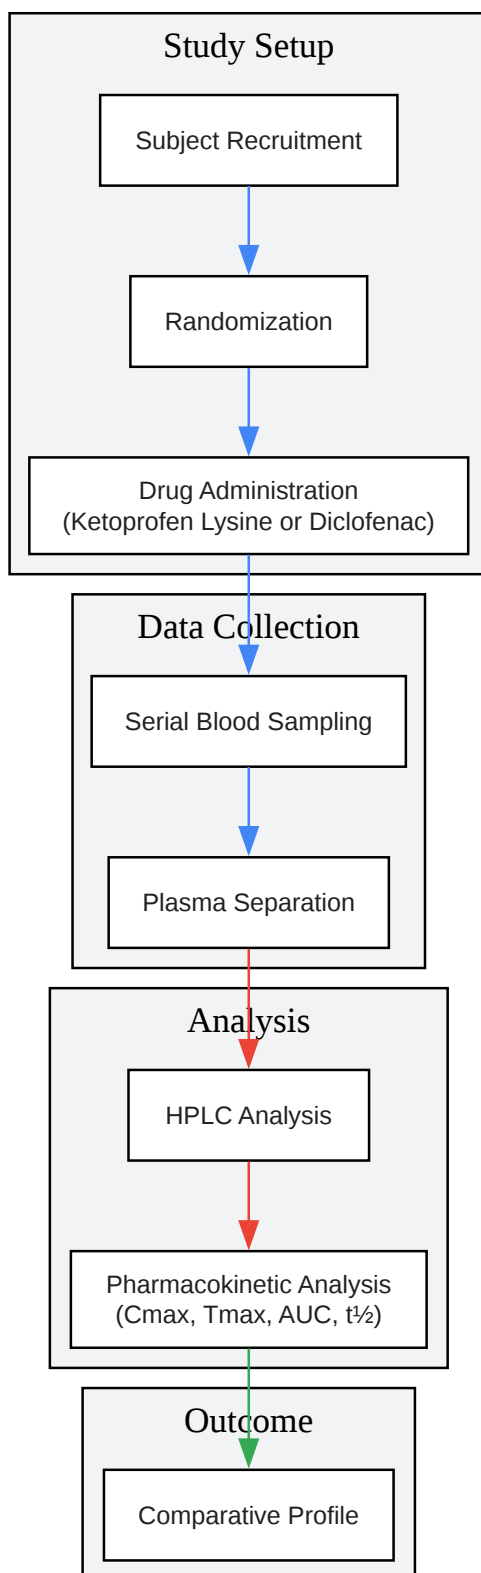 Study Setup
Subject Recruitment
Randomization
Drug Administration
(Ketoprofen Lysine or Diclofenac)
Data Collection
Serial Blood Sampling
Plasma Separation
Analysis
HPLC Analysis
Pharmacokinetic Analysis
(Cmax, Tmax, AUC, t½)
Outcome
Comparative Profile